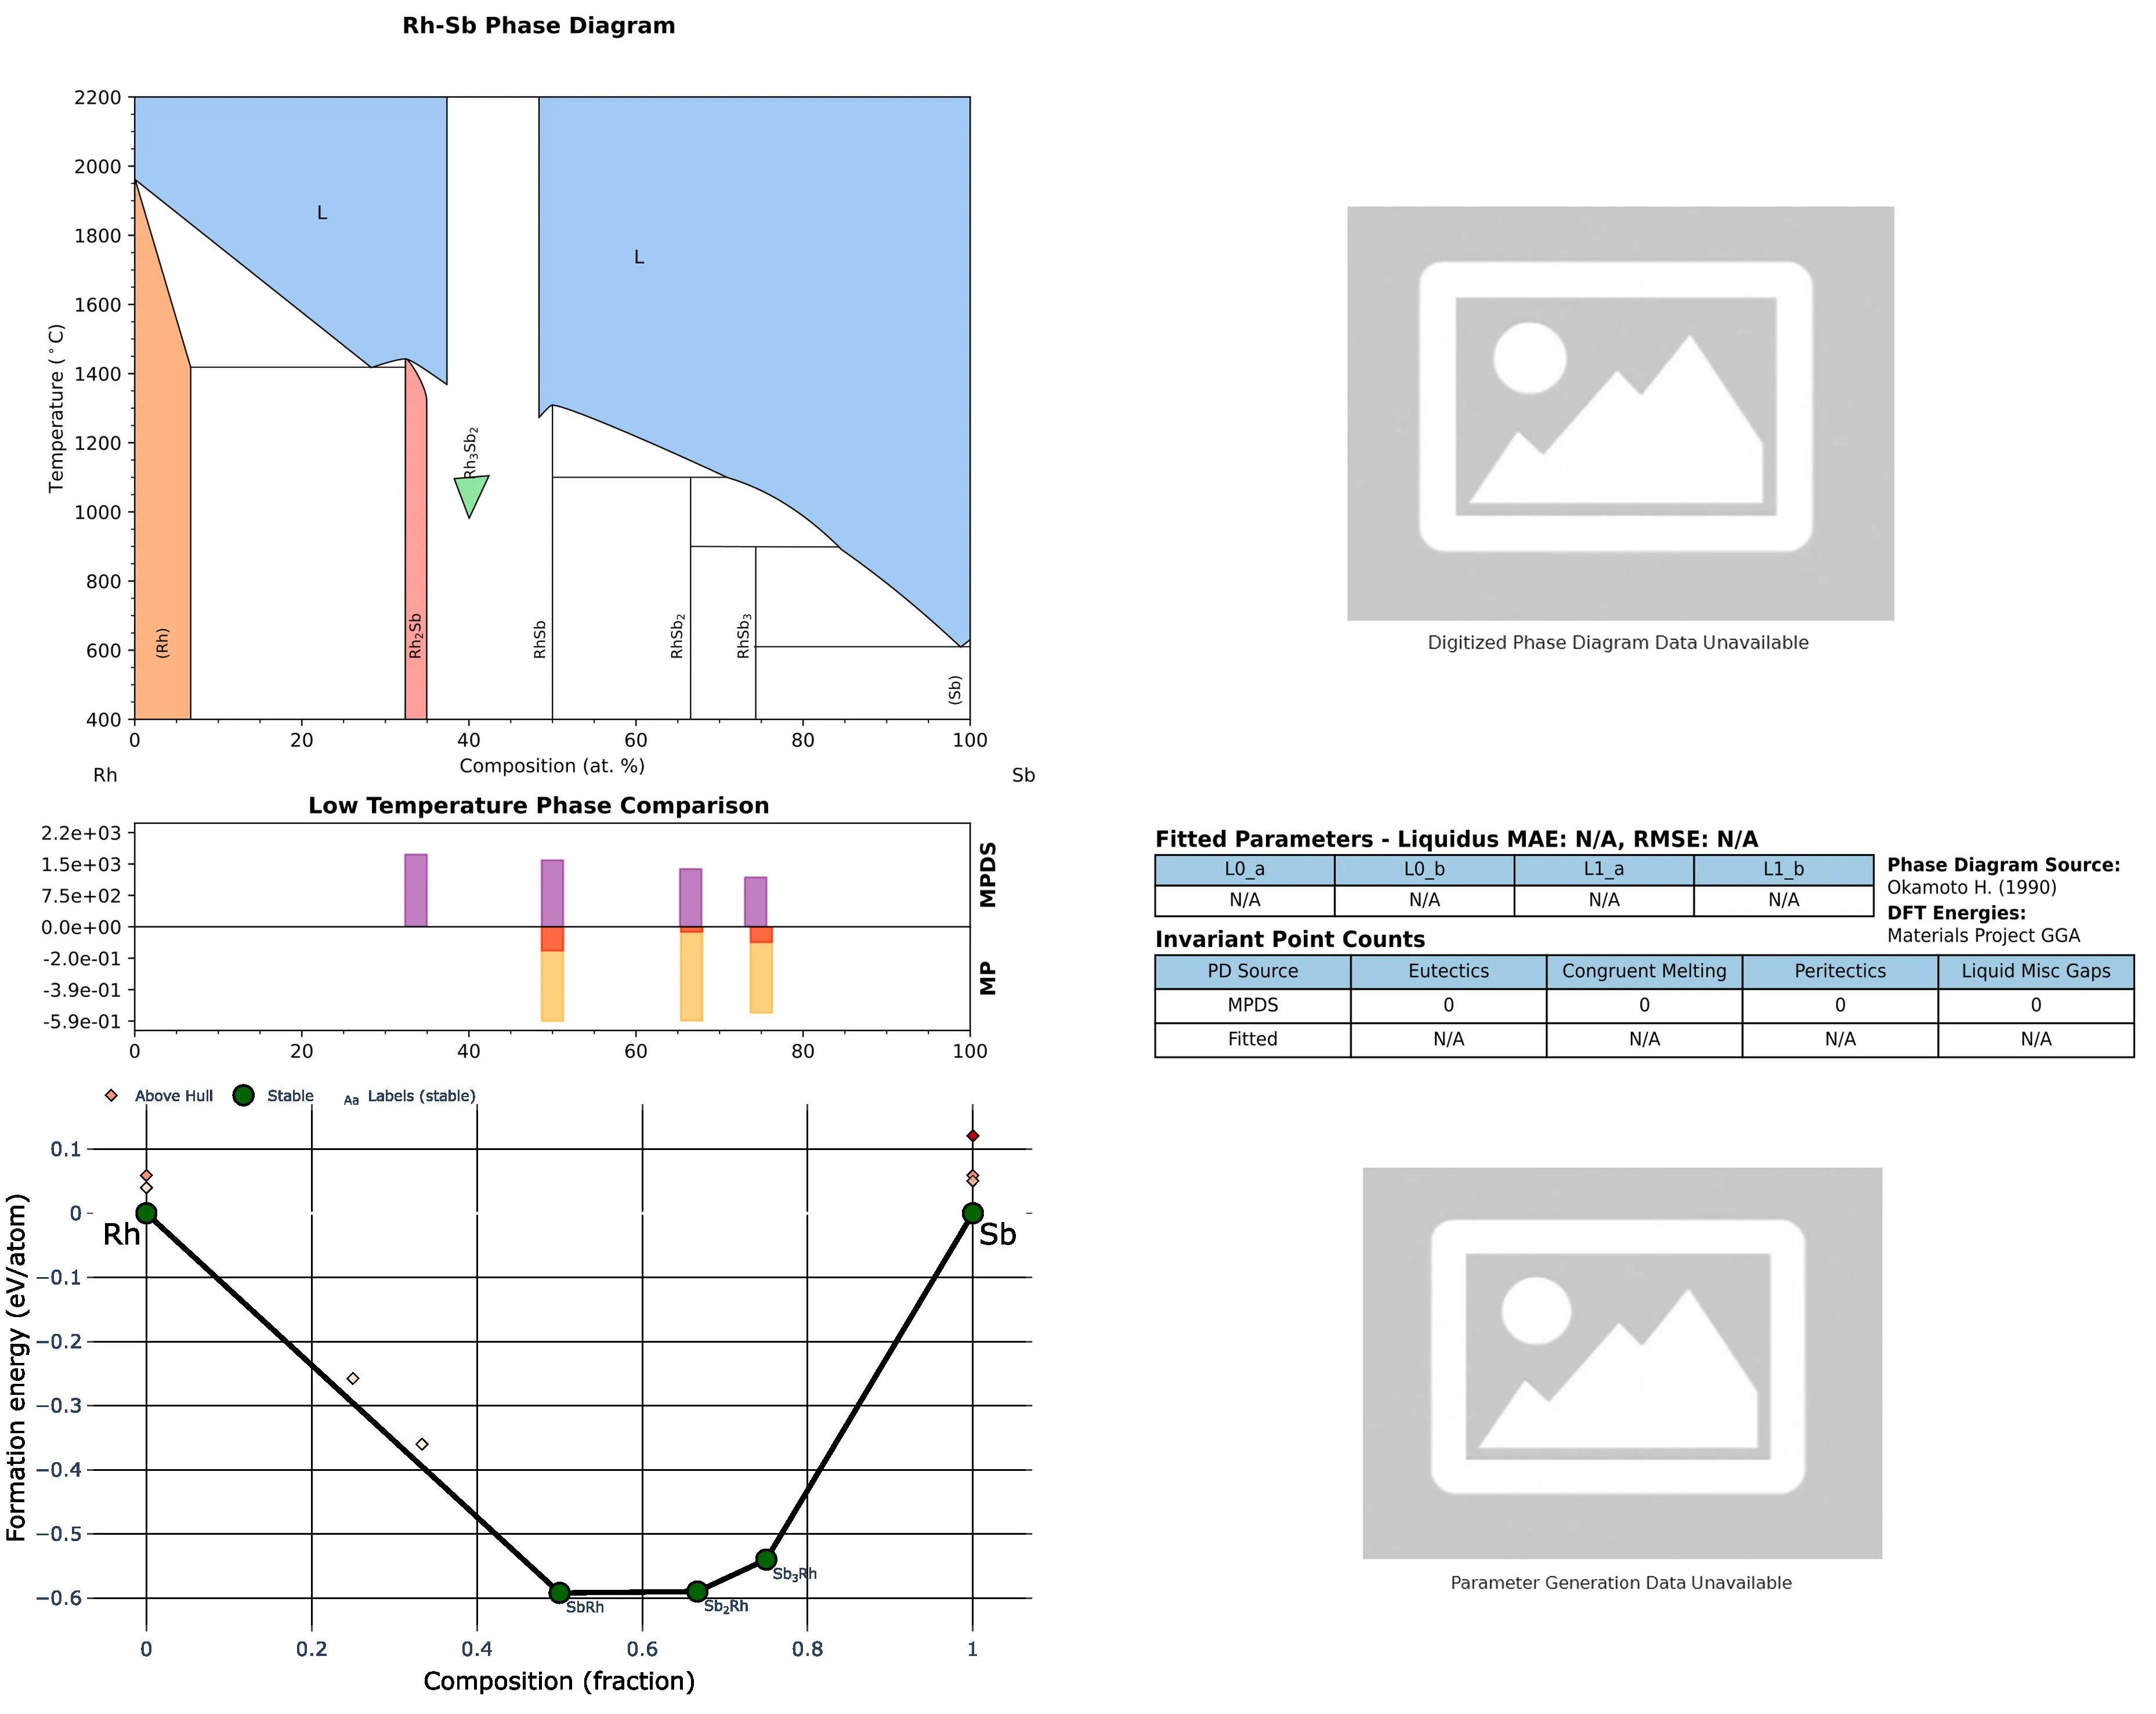 Rh-Sb Phase Diagram
2200
2000
1800
1600
1400
1200
1000
800
600
400
Temperature (°C)
L
L
(Rh)
Rh₂Sb
Rh₃Sb₂
RhSb
RhSb₂
RhSb₃
(Sb)
0 20 40 60 80 100
Composition (at. %)
Rh Sb
Digitized Phase Diagram Data Unavailable
Low Temperature Phase Comparison
2.2e+03
1.5e+03
7.5e+02
0.0e+00
-2.0e-01
-3.9e-01
-5.9e-01
MPDS
MP
0 20 40 60 80 100
Fitted Parameters - Liquidus MAE: N/A, RMSE: N/A
L0_a L0_b L1_a L1_b
N/A N/A N/A N/A
Phase Diagram Source:
Okamoto H. (1990)
DFT Energies:
Materials Project GGA
Invariant Point Counts
PD Source Eutectics Congruent Melting Peritectics Liquid Misc Gaps
MPDS 0 0 0 0
Fitted N/A N/A N/A N/A
Above Hull Stable Aa Labels (stable)
0.1
0
−0.1
−0.2
−0.3
−0.4
−0.5
−0.6
Formation energy (eV/atom)
Rh
Sb
Sb₃Rh
SbRh
Sb₂Rh
0 0.2 0.4 0.6 0.8 1
Composition (fraction)
Parameter Generation Data Unavailable